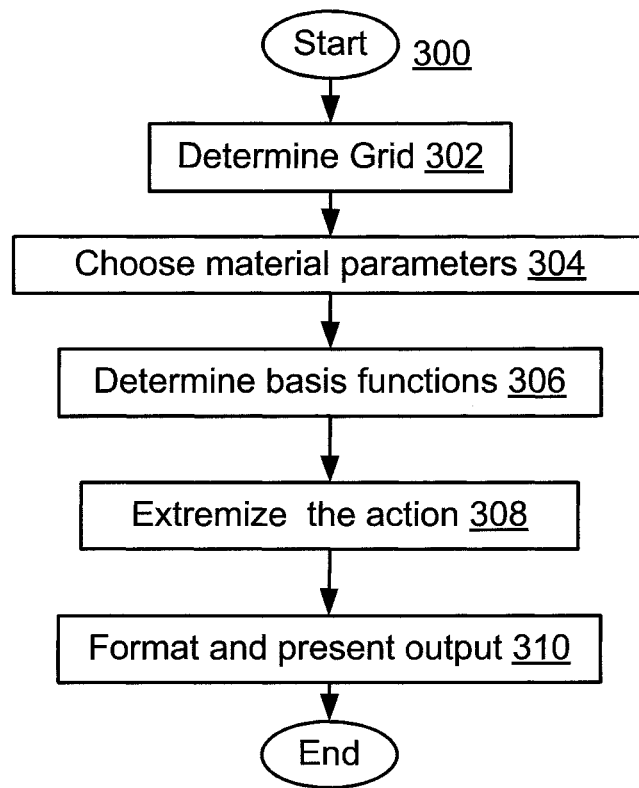 Start
300
Determine Grid 302
Choose material parameters 304
Determine basis functions 306
Extremize the action 308
Format and present output 310
End